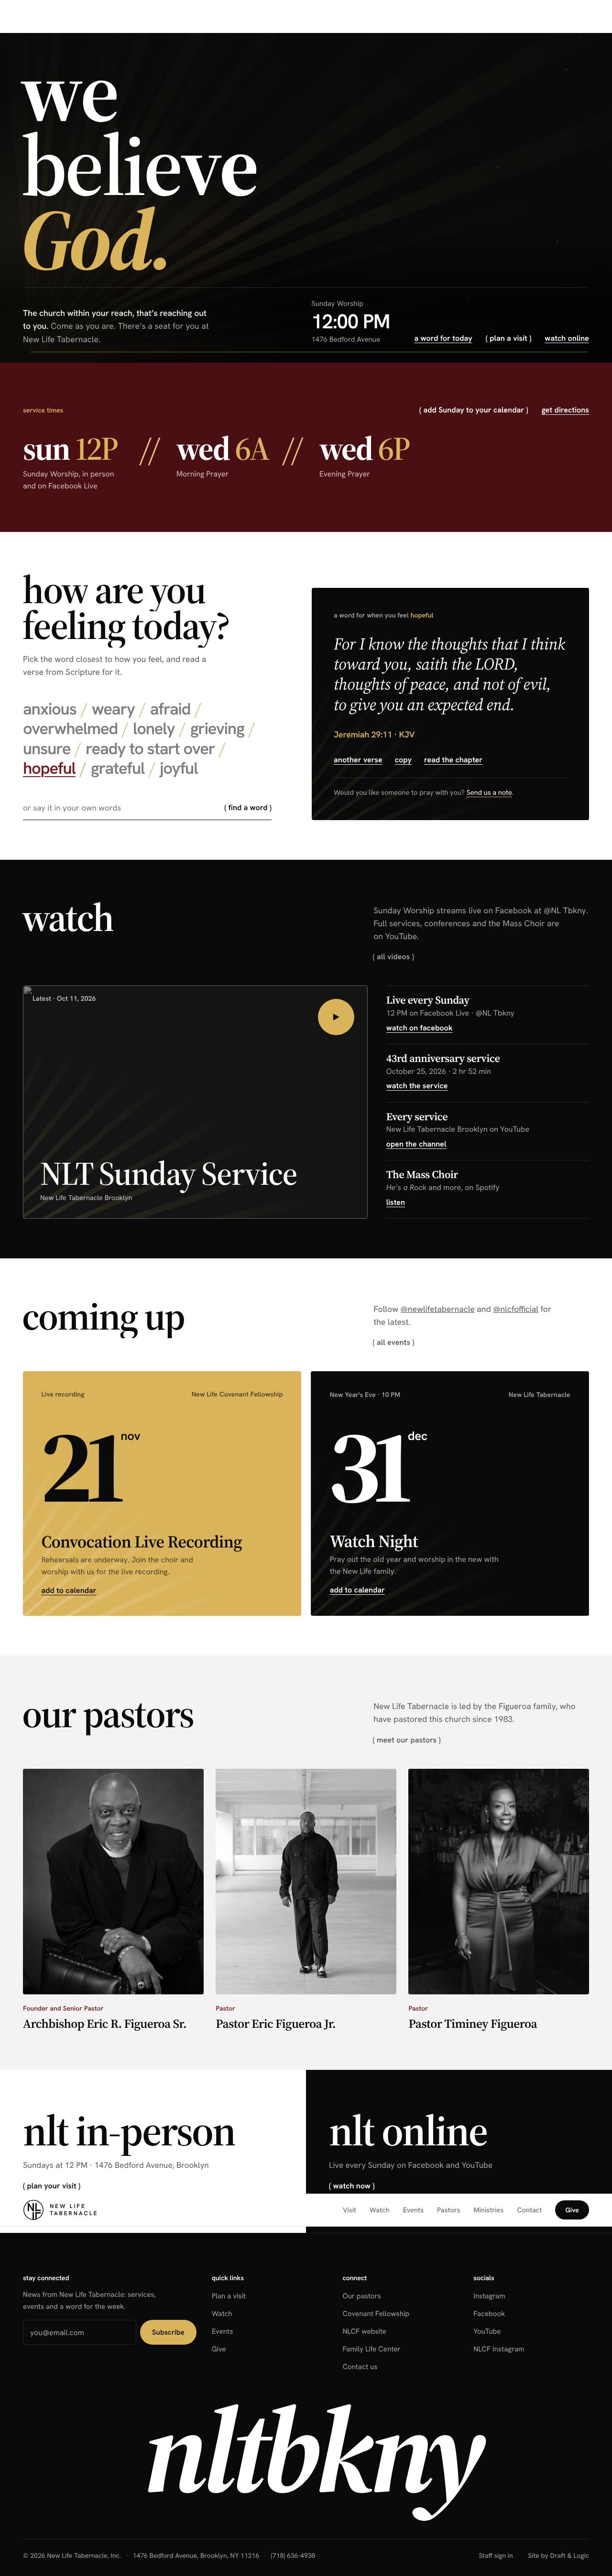 we
believe
God.
The church within your reach, that's reaching out
to you. Come as you are. There's a seat for you at
New Life Tabernacle.
Sunday Worship
12:00 PM
1476 Bedford Avenue
a word for today
( plan a visit )
watch online
service times
( add Sunday to your calendar )
get directions
sun 12P // wed 6A // wed 6P
Sunday Worship, in person
and on Facebook Live
Morning Prayer
Evening Prayer
how are you
feeling today?
Pick the word closest to how you feel, and read a
verse from Scripture for it.
anxious / weary / afraid /
overwhelmed / lonely / grieving /
unsure / ready to start over /
hopeful / grateful / joyful
or say it in your own words
( find a word )
a word for when you feel hopeful
For I know the thoughts that I think
toward you, saith the LORD,
thoughts of peace, and not of evil,
to give you an expected end.
Jeremiah 29:11 · KJV
another verse
copy
read the chapter
Would you like someone to pray with you? Send us a note.
watch
Sunday Worship streams live on Facebook at @NL Tbkny.
Full services, conferences and the Mass Choir are
on YouTube.
( all videos )
Latest · Oct 11, 2026
NLT Sunday Service
New Life Tabernacle Brooklyn
Live every Sunday
12 PM on Facebook Live · @NL Tbkny
watch on facebook
43rd anniversary service
October 25, 2026 · 2 hr 52 min
watch the service
Every service
New Life Tabernacle Brooklyn on YouTube
open the channel
The Mass Choir
He's a Rock and more, on Spotify
listen
coming up
Follow @newlifetabernacle and @nlcfofficial for
the latest.
( all events )
Live recording
New Life Covenant Fellowship
21 nov
Convocation Live Recording
Rehearsals are underway. Join the choir and
worship with us for the live recording.
add to calendar
New Year's Eve · 10 PM
New Life Tabernacle
31 dec
Watch Night
Pray out the old year and worship in the new with
the New Life family.
add to calendar
our pastors
New Life Tabernacle is led by the Figueroa family, who
have pastored this church since 1983.
( meet our pastors )
Founder and Senior Pastor
Archbishop Eric R. Figueroa Sr.
Pastor
Pastor Eric Figueroa Jr.
Pastor
Pastor Timiney Figueroa
nlt in-person
Sundays at 12 PM · 1476 Bedford Avenue, Brooklyn
( plan your visit )
nlt online
Live every Sunday on Facebook and YouTube
( watch now )
NL
NEW LIFE
TABERNACLE
Visit
Watch
Events
Pastors
Ministries
Contact
Give
stay connected
News from New Life Tabernacle: services,
events and a word for the week.
you@email.com
Subscribe
quick links
Plan a visit
Watch
Events
Give
connect
Our pastors
Covenant Fellowship
NLCF website
Family Life Center
Contact us
socials
Instagram
Facebook
YouTube
NLCF Instagram
nltbkny
© 2026 New Life Tabernacle, Inc. · 1476 Bedford Avenue, Brooklyn, NY 11216 · (718) 636-4938
Staff sign in
Site by Draft & Logic